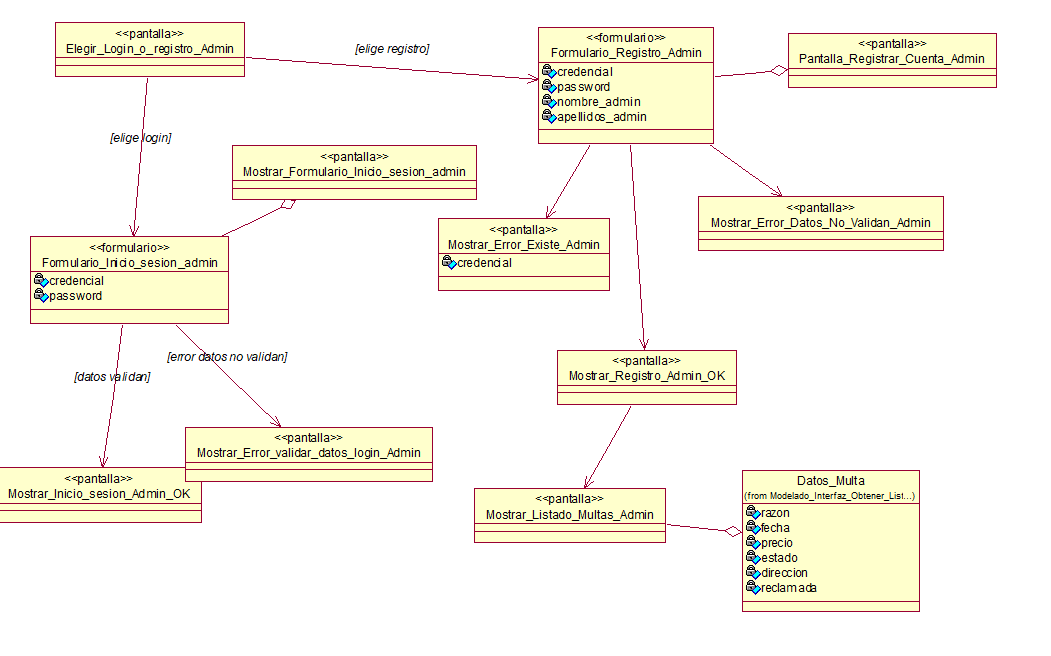 <<pantalla>>
Elegir_Login_o_registro_Admin
[elige registro]
<<formulario>>
Formulario_Registro_Admin
credencial
password
nombre_admin
apellidos_admin
<<pantalla>>
Pantalla_Registrar_Cuenta_Admin
[elige login]
<<pantalla>>
Mostrar_Formulario_Inicio_sesion_admin
<<formulario>>
Formulario_Inicio_sesion_admin
credencial
password
<<pantalla>>
Mostrar_Error_Existe_Admin
credencial
<<pantalla>>
Mostrar_Error_Datos_No_Validan_Admin
[error datos no validan]
[datos validan]
<<pantalla>>
Mostrar_Registro_Admin_OK
<<pantalla>>
Mostrar_Error_validar_datos_login_Admin
<<pantalla>>
Mostrar_Inicio_sesion_Admin_OK
<<pantalla>>
Mostrar_Listado_Multas_Admin
Datos_Multa
(from Modelado_Interfaz_Obtener_List...)
razon
fecha
precio
estado
direccion
reclamada